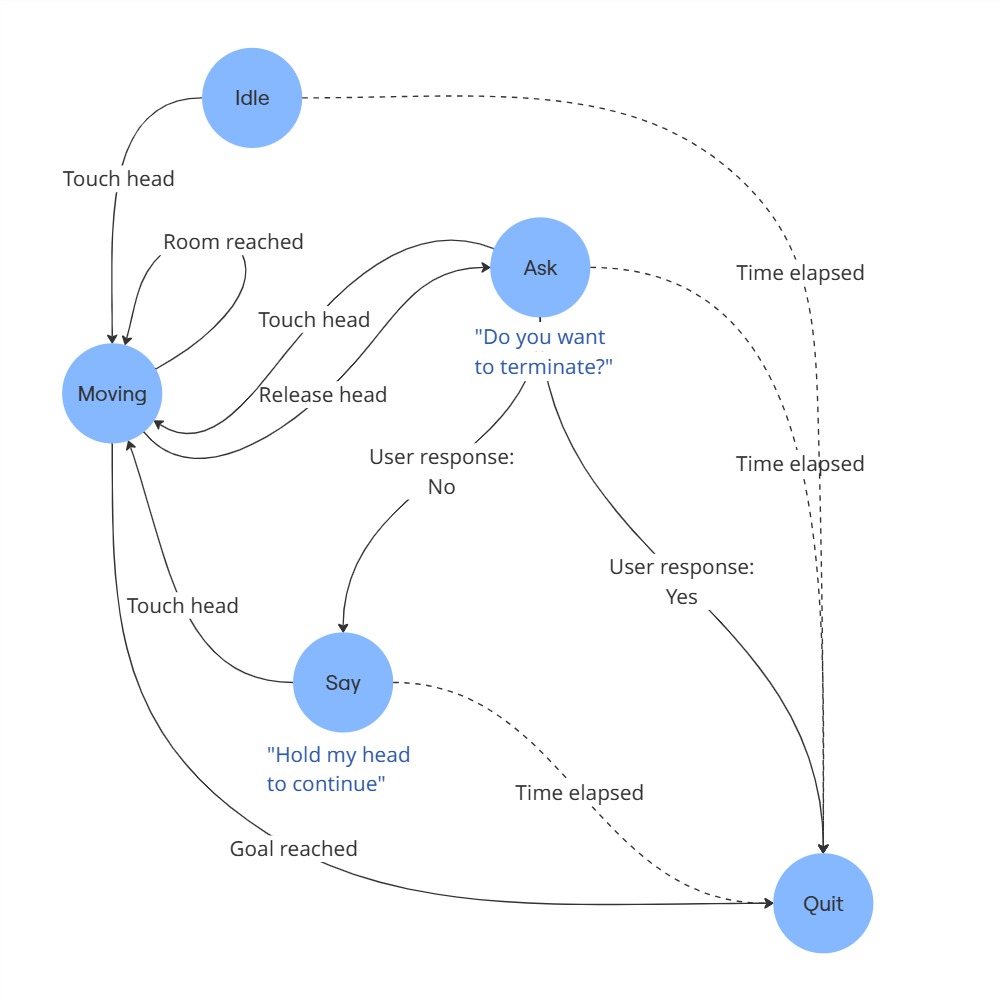 Idle
Touch head
Room reached
Ask
Time elapsed
Touch head
"Do you want
to terminate?"
Moving
Release head
User response:
No
Time elapsed
User response:
Yes
Touch head
Say
"Hold my head
to continue"
Time elapsed
Goal reached
Quit